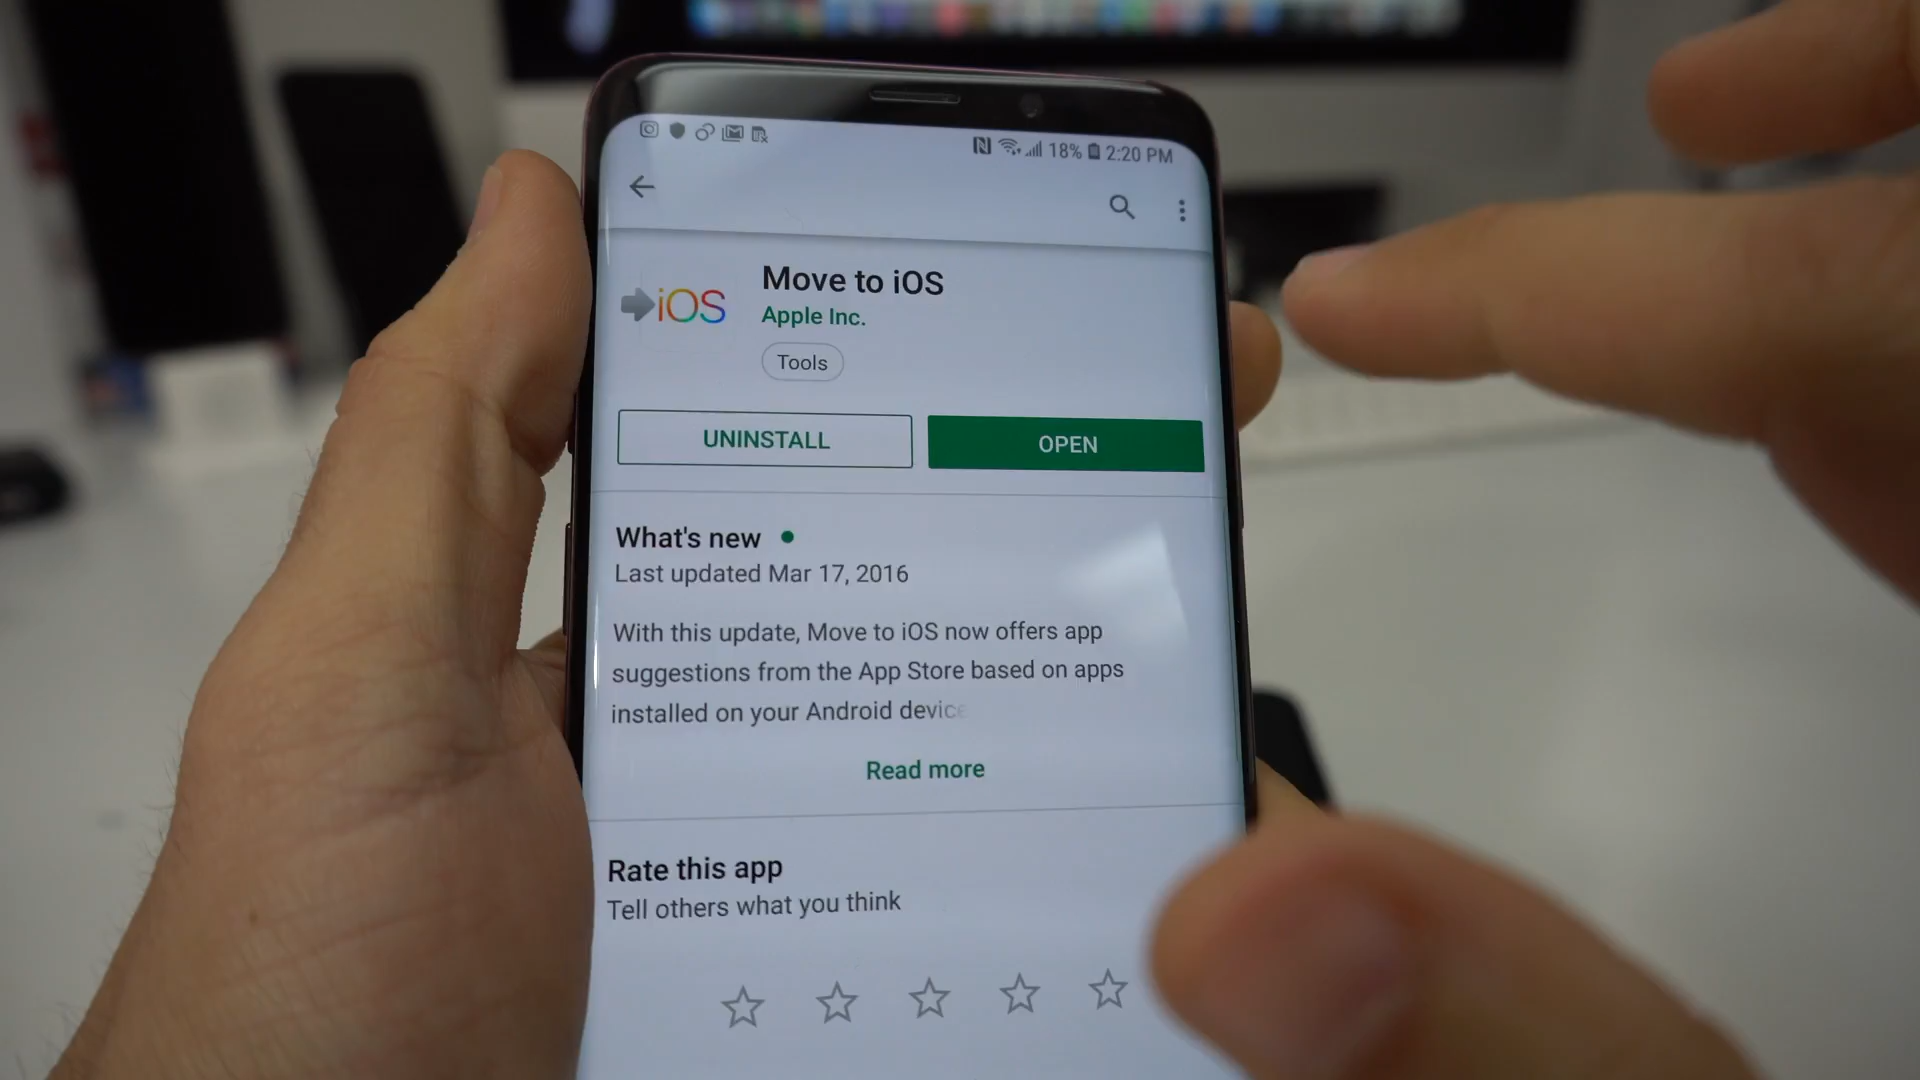 18% 2:20 PM
iOS
Move to iOS
Apple Inc.
Tools
UNINSTALL
OPEN
What's new
Last updated Mar 17, 2016
With this update, Move to iOS now offers app
suggestions from the App Store based on apps
installed on your Android device
Read more
Rate this app
Tell others what you think